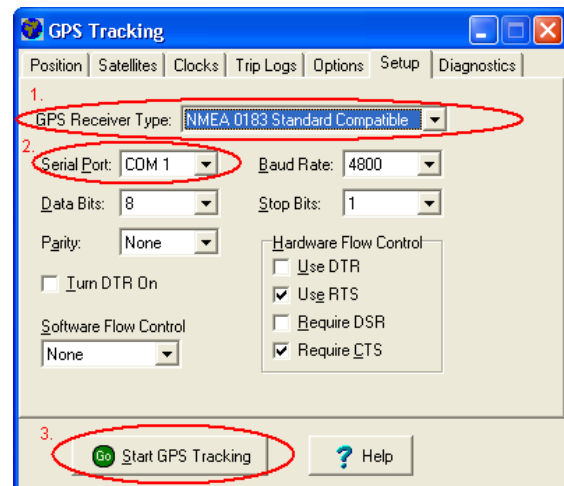 GPS Tracking
Position Satellites Clocks Trip Logs Options Setup Diagnostics
1.
GPS Receiver Type: NMEA 0183 Standard Compatible
2.
Serial Port: COM 1 Baud Rate: 4800
Data Bits: 8 Stop Bits: 1
Parity: None Hardware Flow Control
Use DTR
Turn DTR On Use RTS
Require DSR
Software Flow Control
None Require CTS
3.
Go Start GPS Tracking ? Help